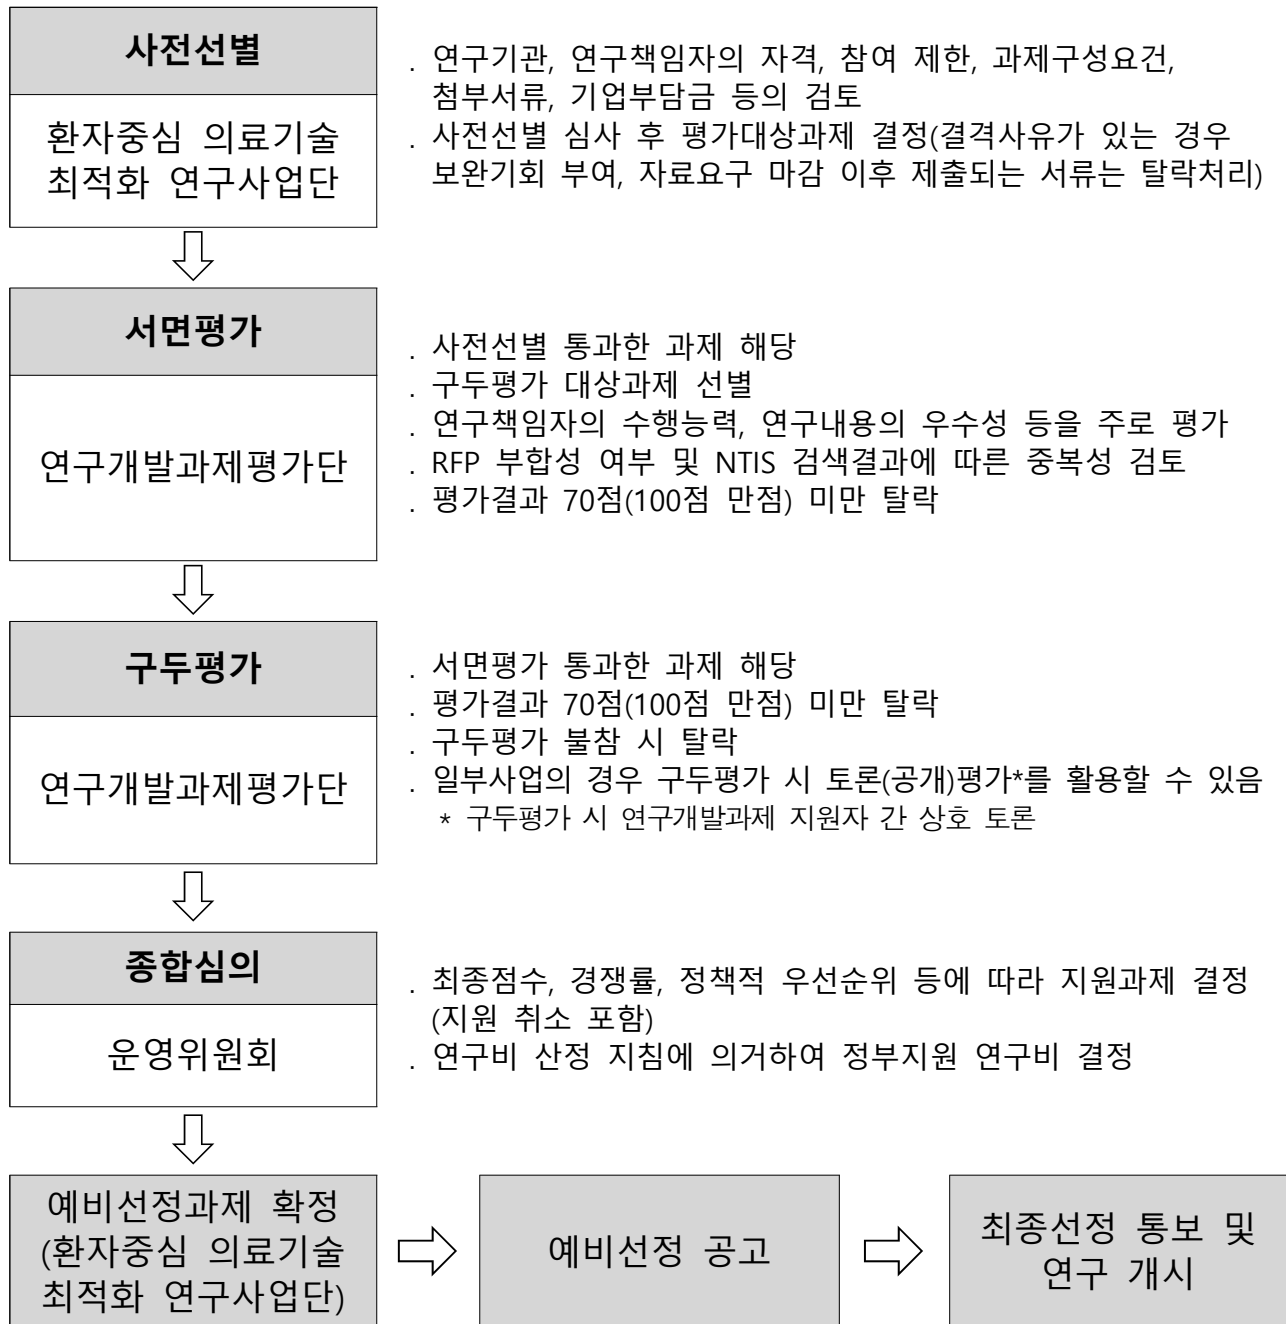 사전선별
환자중심 의료기술
최적화 연구사업단
. 연구기관, 연구책임자의 자격, 참여 제한, 과제구성요건,
첨부서류, 기업부담금 등의 검토
. 사전선별 심사 후 평가대상과제 결정(결격사유가 있는 경우
보완기회 부여, 자료요구 마감 이후 제출되는 서류는 탈락처리)
서면평가
연구개발과제평가단
. 사전선별 통과한 과제 해당
. 구두평가 대상과제 선별
. 연구책임자의 수행능력, 연구내용의 우수성 등을 주로 평가
. RFP 부합성 여부 및 NTIS 검색결과에 따른 중복성 검토
. 평가결과 70점(100점 만점) 미만 탈락
구두평가
연구개발과제평가단
. 서면평가 통과한 과제 해당
. 평가결과 70점(100점 만점) 미만 탈락
. 구두평가 불참 시 탈락
. 일부사업의 경우 구두평가 시 토론(공개)평가*를 활용할 수 있음
* 구두평가 시 연구개발과제 지원자 간 상호 토론
종합심의
운영위원회
. 최종점수, 경쟁률, 정책적 우선순위 등에 따라 지원과제 결정
(지원 취소 포함)
. 연구비 산정 지침에 의거하여 정부지원 연구비 결정
예비선정과제 확정
(환자중심 의료기술
최적화 연구사업단)
예비선정 공고
최종선정 통보 및
연구 개시